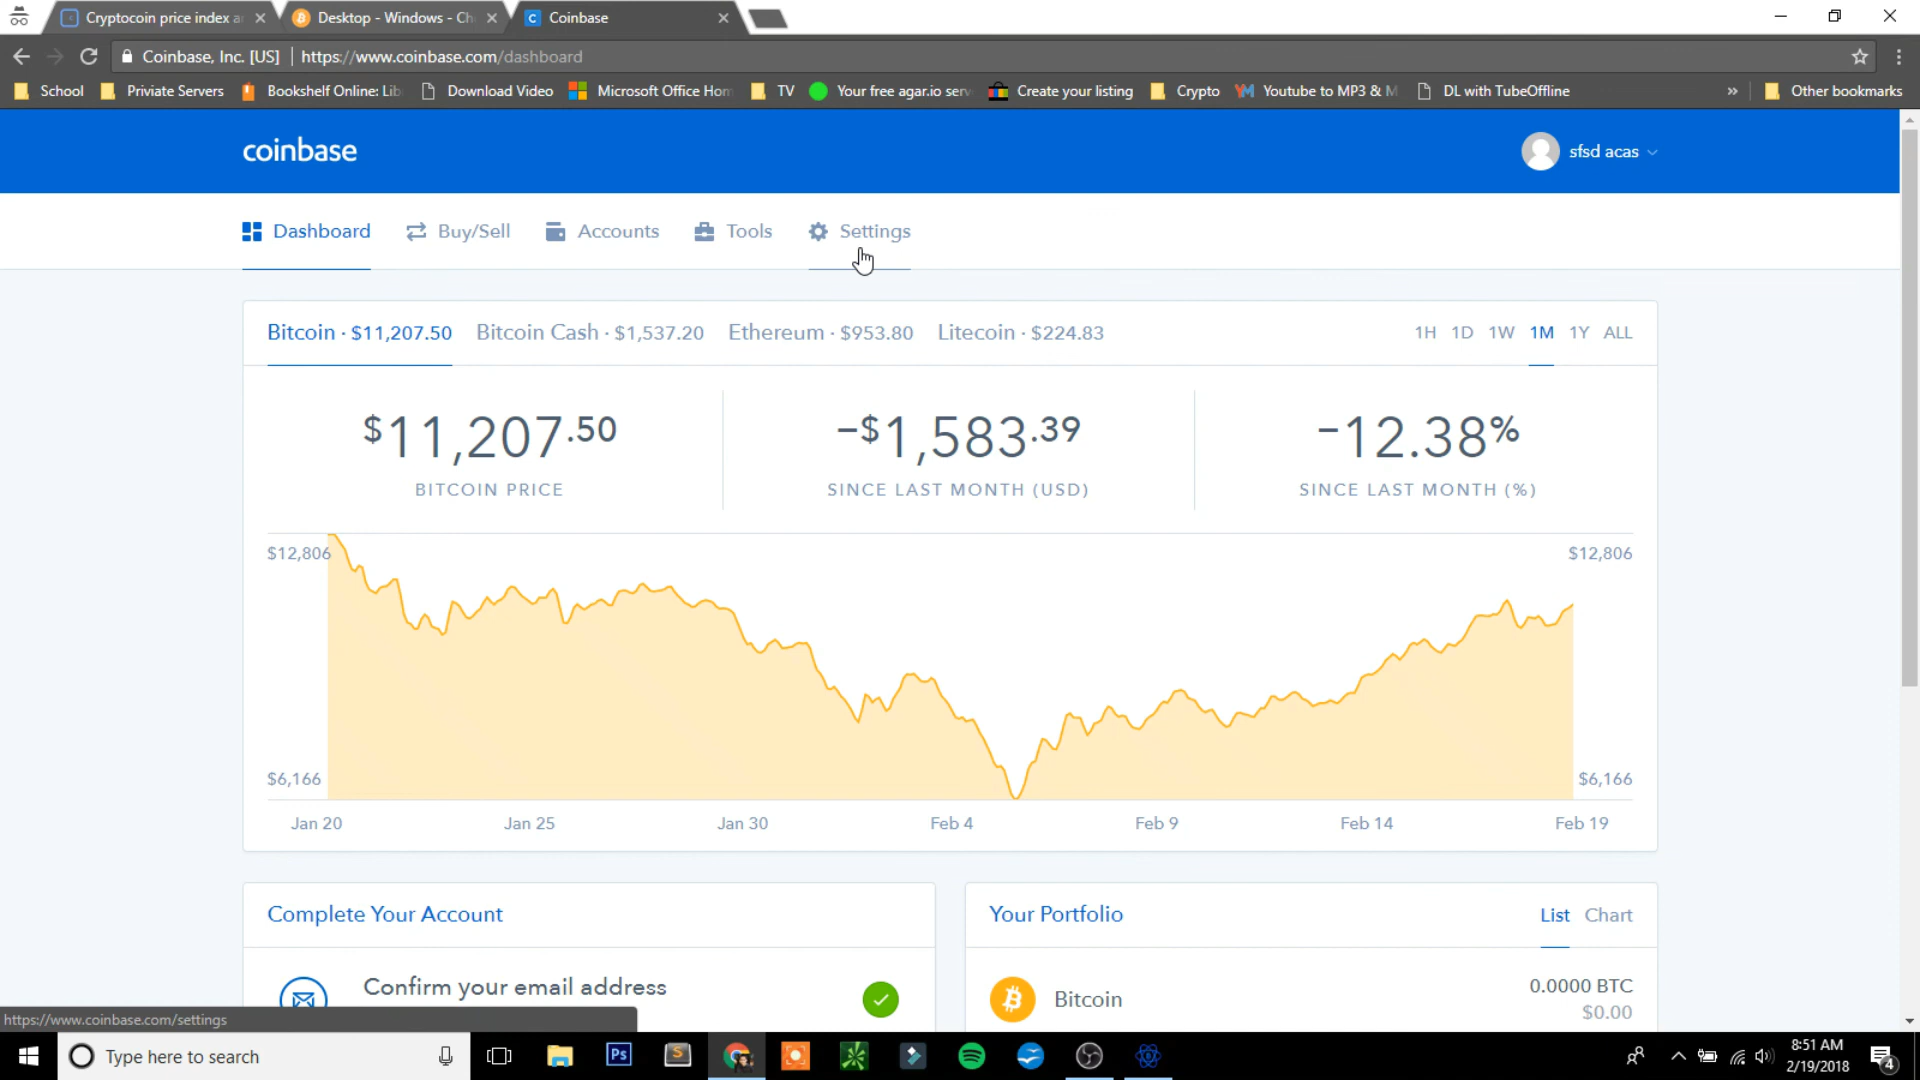 Cryptocoin price index a
Desktop - Windows - Ch
Coinbase
Coinbase, Inc. [US]
https://www.coinbase.com/dashboard
School
Priviate Servers
Bookshelf Online: Lib
Download Video
Microsoft Office Hom
TV
Your free agar.io serv
Create your listing
Crypto
Youtube to MP3 & M
DL with TubeOffline
»
Other bookmarks
coinbase
sfsd acas
Dashboard
Buy/Sell
Accounts
Tools
Settings
Bitcoin · $11,207.50
Bitcoin Cash · $1,537.20
Ethereum · $953.80
Litecoin · $224.83
1H 1D 1W 1M 1Y ALL
$11,207.50
BITCOIN PRICE
-$1,583.39
SINCE LAST MONTH (USD)
-12.38%
SINCE LAST MONTH (%)
$12,806
$12,806
$6,166
$6,166
Jan 20 Jan 25 Jan 30 Feb 4 Feb 9 Feb 14 Feb 19
Complete Your Account
Confirm your email address
Your Portfolio
List Chart
Bitcoin
0.0000 BTC
$0.00
https://www.coinbase.com/settings
Type here to search
Ps
S
8:51 AM
2/19/2018
4